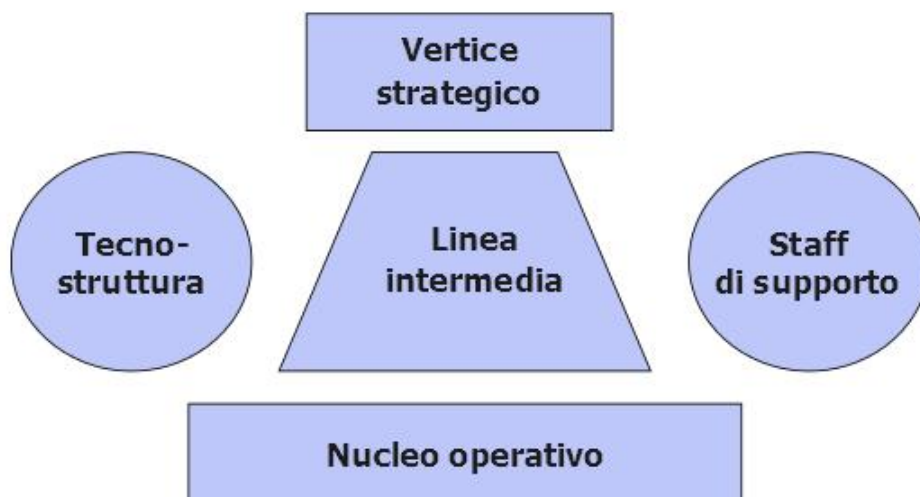 Vertice
strategico
Tecno-
struttura
Linea
intermedia
Staff
di supporto
Nucleo operativo